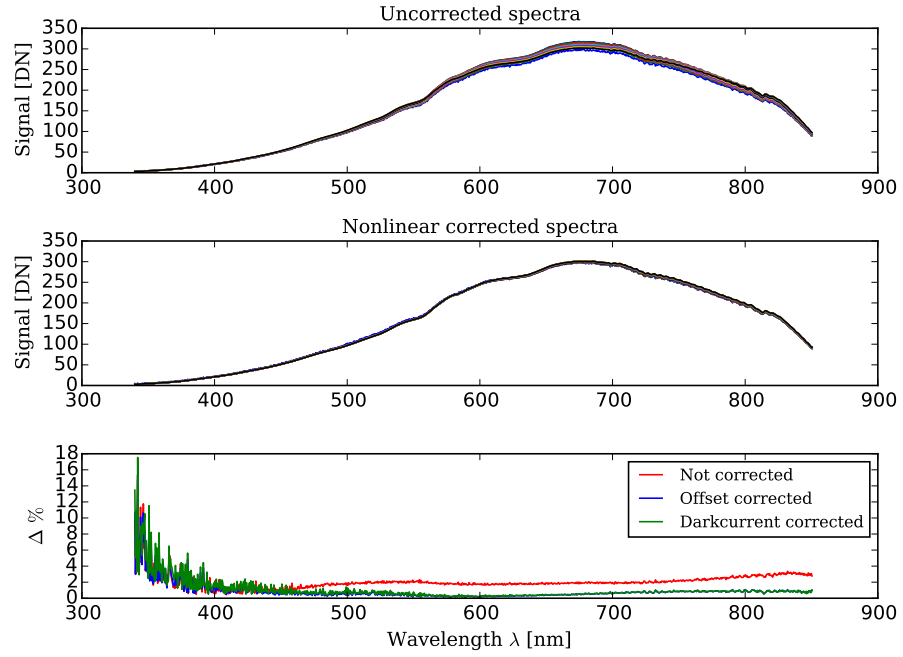 Uncorrected spectra
350
300
250
200
150
100
50
0
Signal [DN]
300 400 500 600 700 800 900
Nonlinear corrected spectra
350
300
250
200
150
100
50
0
Signal [DN]
300 400 500 600 700 800 900
18
16
14
12
10
8
6
4
2
0
Δ %
Not corrected
Offset corrected
Darkcurrent corrected
300 400 500 600 700 800 900
Wavelength λ [nm]